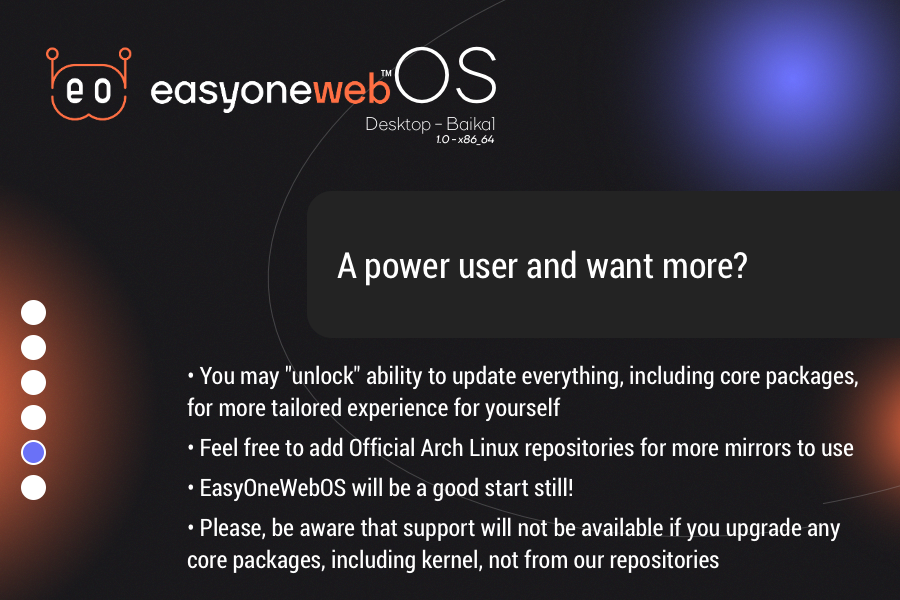 eo easyoneweb™OS
Desktop - Baikal
1.0 - x86_64
A power user and want more?
• You may "unlock" ability to update everything, including core packages,
for more tailored experience for yourself
• Feel free to add Official Arch Linux repositories for more mirrors to use
• EasyOneWebOS will be a good start still!
• Please, be aware that support will not be available if you upgrade any
core packages, including kernel, not from our repositories